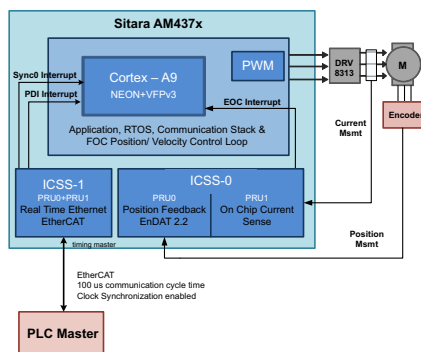 Sitara AM437x
Sync0 Interrupt
PDI Interrupt
Cortex – A9
NEON+VFPv3
PWM
EOC Interrupt
Application, RTOS, Communication Stack &
FOC Position/ Velocity Control Loop
DRV
8313
M
Encoder
Current
Msmt
ICSS-1
PRU0+PRU1
Real Time Ethernet
EtherCAT
ICSS-0
PRU0
Position Feedback
EnDAT 2.2
PRU1
On Chip Current
Sense
timing master
Position
Msmt
EtherCAT
100 us communication cycle time
Clock Synchronization enabled
PLC Master